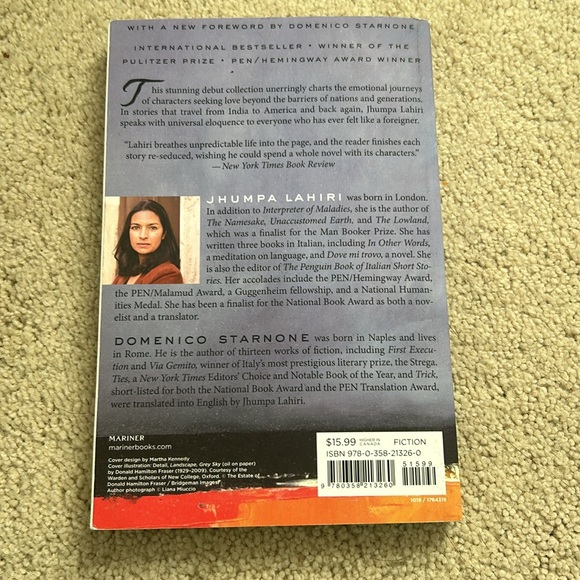 WITH A NEW FOREWORD BY DOMENICO STARNONE
INTERNATIONAL BESTSELLER • WINNER OF THE
PULITZER PRIZE • PEN/HEMINGWAY AWARD WINNER
This stunning debut collection unerringly charts the emotional journeys
of characters seeking love beyond the barriers of nations and generations.
In stories that travel from India to America and back again, Jhumpa Lahiri
speaks with universal eloquence to everyone who has ever felt like a foreigner.
"Lahiri breathes unpredictable life into the page, and the reader finishes each
story re-seduced, wishing he could spend a whole novel with its characters."
— New York Times Book Review
JHUMPA LAHIRI was born in London.
In addition to Interpreter of Maladies, she is the author of
The Namesake, Unaccustomed Earth, and The Lowland,
which was a finalist for the Man Booker Prize. She has
written three books in Italian, including In Other Words,
a meditation on language, and Dove mi trovo, a novel. She
is also the editor of The Penguin Book of Italian Short Sto-
ries. Her accolades include the PEN/Hemingway Award,
the PEN/Malamud Award, a Guggenheim fellowship, and a National Human-
ities Medal. She has been a finalist for the National Book Award as both a nov-
elist and a translator.
DOMENICO STARNONE was born in Naples and lives
in Rome. He is the author of thirteen works of fiction, including First Execu-
tion and Via Gemito, winner of Italy's most prestigious literary prize, the Strega.
Ties, a New York Times Editors' Choice and Notable Book of the Year, and Trick,
short-listed for both the National Book Award and the PEN Translation Award,
were translated into English by Jhumpa Lahiri.
MARINER
marinerbooks.com
Cover design by Martha Kennedy
Cover illustration: Detail, Landscape, Grey Sky (oil on paper)
by Donald Hamilton Fraser (1929–2009). Courtesy of the
Warden and Scholars of New College, Oxford. © The Estate of
Donald Hamilton Fraser / Bridgeman Images
Author photograph © Liana Miuccio
$15.99 HIGHER IN CANADA FICTION
ISBN 978-0-358-21326-0
51599
9 780358 213260
1019 / 1764319